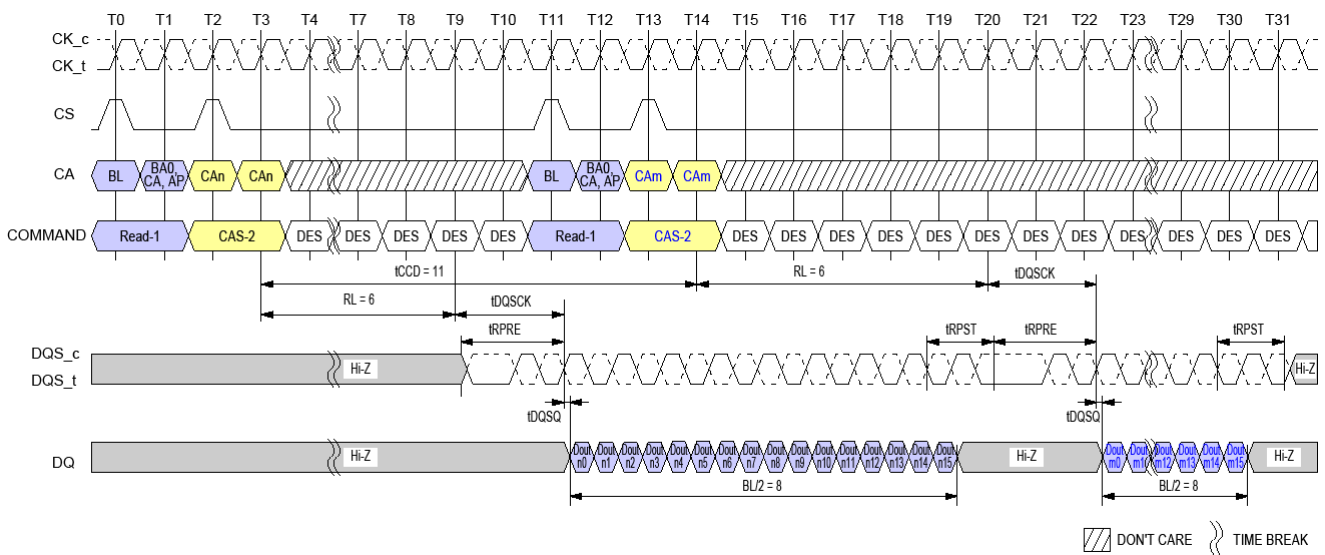 T0 T1 T2 T3 T4 T7 T8 T9 T10 T11 T12 T13 T14 T15 T16 T17 T18 T19 T20 T21 T22 T23 T29 T30 T31
CK_c
CK_t
CS
CA BL BA0, CA, AP CAn CAn BL BA0, CA, AP CAm CAm
COMMAND Read-1 CAS-2 DES DES DES DES DES Read-1 CAS-2 DES DES DES DES DES DES DES DES DES DES DES DES
tCCD = 11 RL = 6 tDQSCK
RL = 6 tDQSCK
tRPRE tRPST tRPRE tRPST
DQS_c
DQS_t
Hi-Z Hi-Z
tDQSQ tDQSQ
DQ Hi-Z Dout n0 Dout n1 Dout n2 Dout n3 Dout n4 Dout n5 Dout n6 Dout n7 Dout n8 Dout n9 Dout n10 Dout n11 Dout n12 Dout n13 Dout n14 Dout n15 Hi-Z Dout m0 Dout m1 Dout m12 Dout m13 Dout m14 Dout m15 Hi-Z
BL/2 = 8 BL/2 = 8
DON'T CARE TIME BREAK